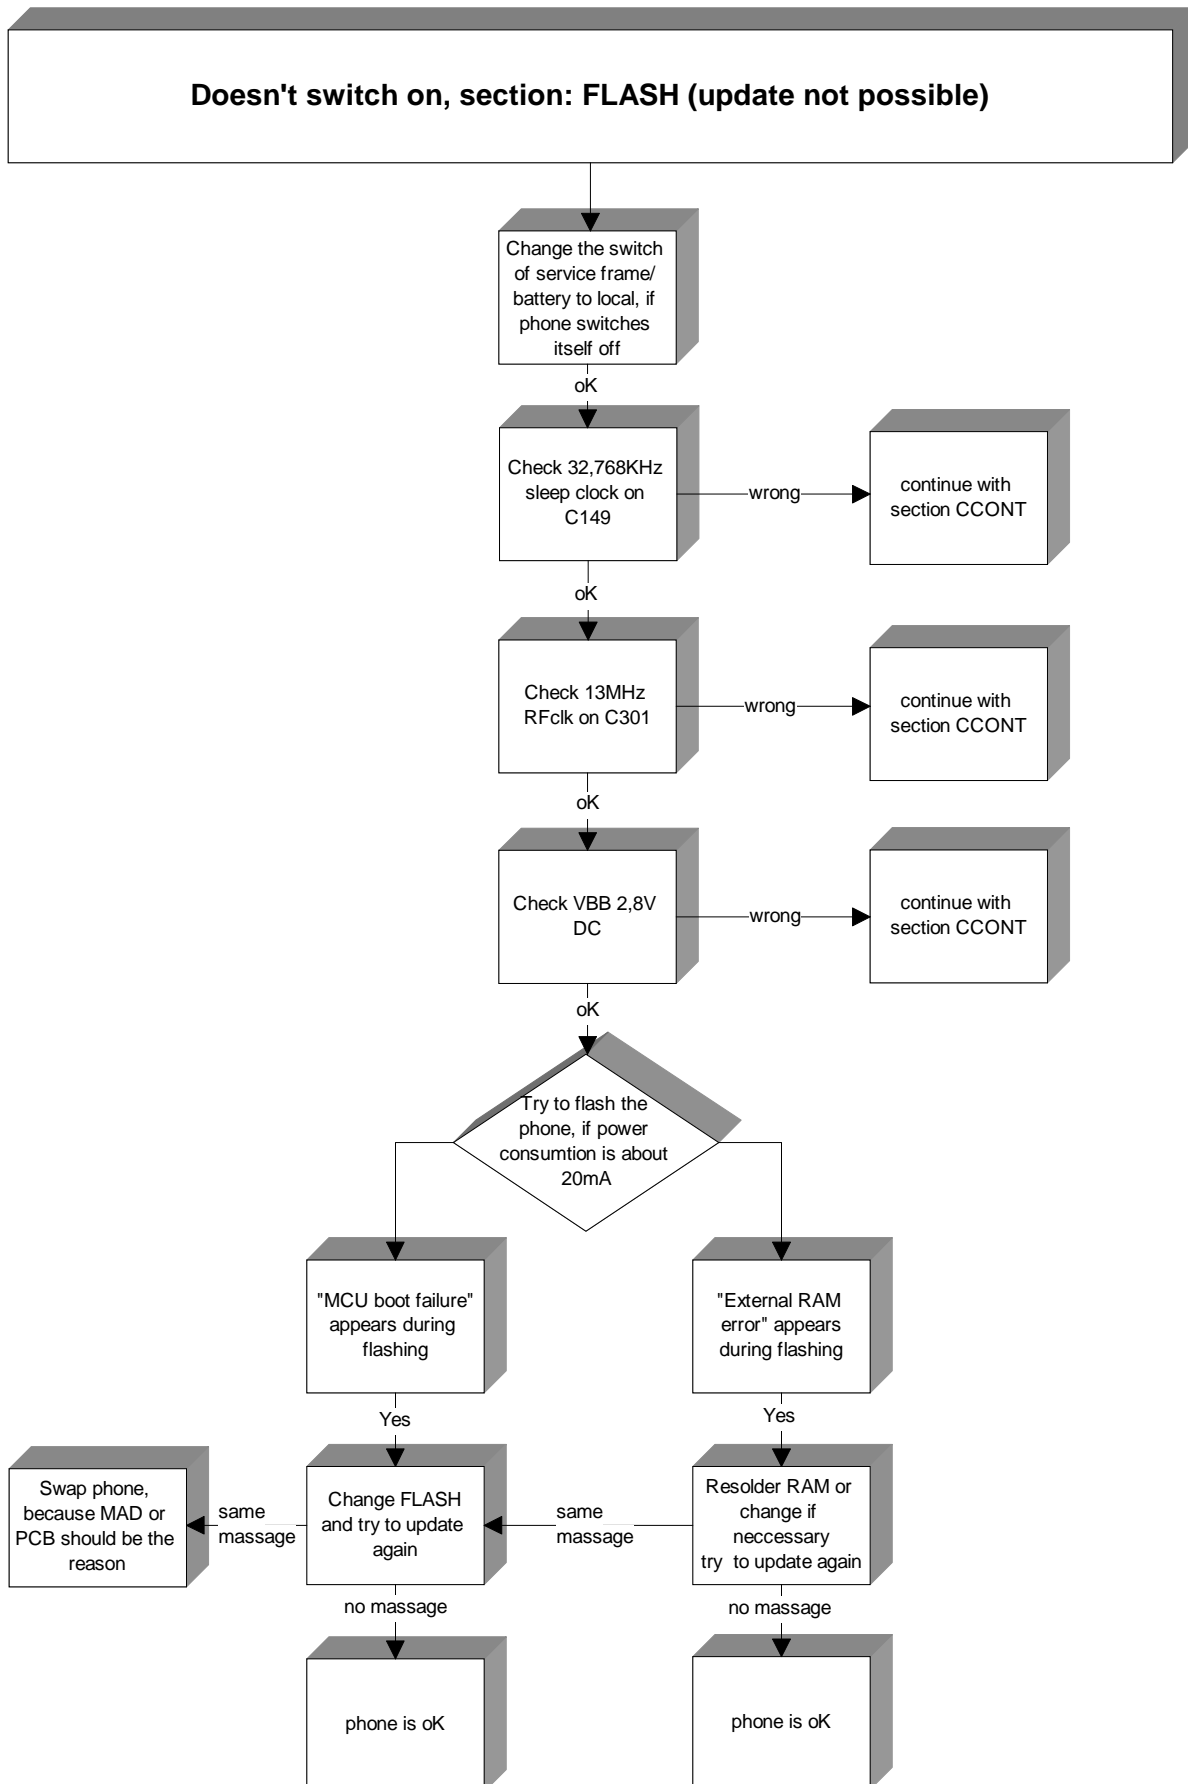 Doesn't switch on, section: FLASH (update not possible)
Change the switch
of service frame/
battery to local, if
phone switches
itself off
oK
Check 32,768KHz
sleep clock on
C149
wrong
continue with
section CCONT
oK
Check 13MHz
RFclk on C301
wrong
continue with
section CCONT
oK
Check VBB 2,8V
DC
wrong
continue with
section CCONT
oK
Try to flash the
phone, if power
consumtion is about
20mA
"MCU boot failure"
appears during
flashing
"External RAM
error" appears
during flashing
Yes
Yes
Swap phone,
because MAD or
PCB should be the
reason
same
massage
Change FLASH
and try to update
again
same
massage
Resolder RAM or
change if
neccessary
try to update again
no massage
no massage
phone is oK
phone is oK